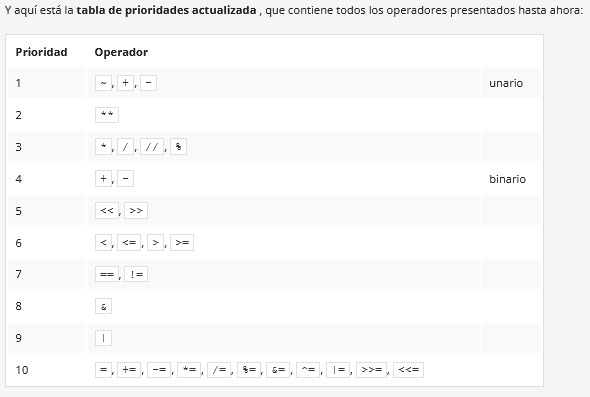 Y aquí está la tabla de prioridades actualizada , que contiene todos los operadores presentados hasta ahora:
Prioridad Operador
1 ~ , + , - unario
2 **
3 * , / , // , %
4 + , - binario
5 << , >>
6 < , <= , > , >=
7 == , !=
8 &
9 |
10 = , += , -= , *= , /= , %= , &= , ^= , |= , >>= , <<=